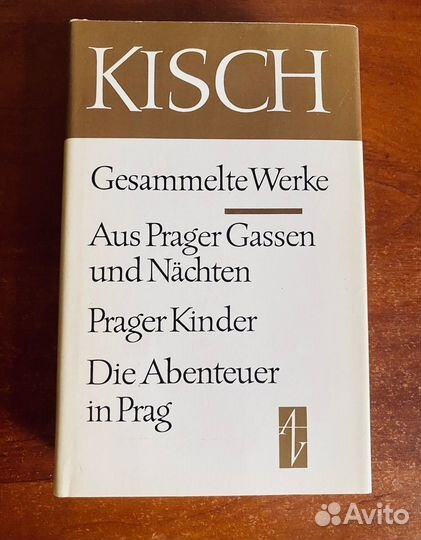 KISCH
Gesammelte Werke
Aus Prager Gassen
und Nächten
Prager Kinder
Die Abenteuer
in Prag
AV
Avito